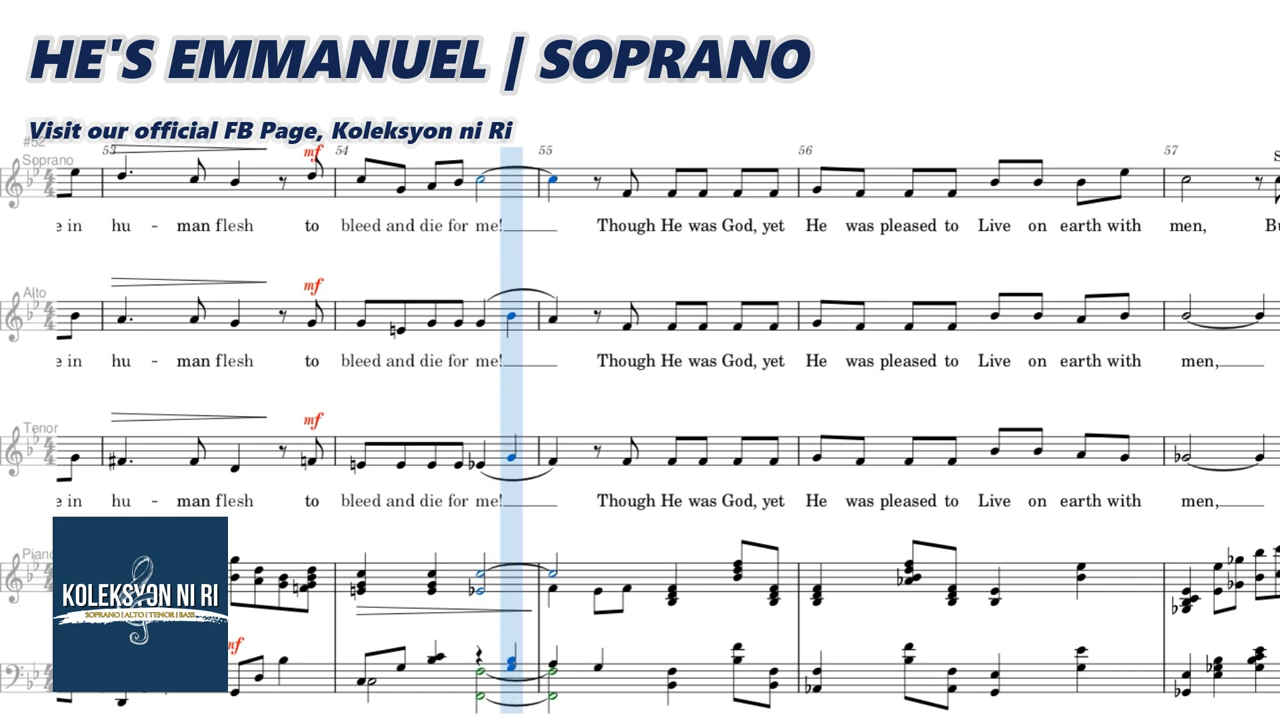 HE'S EMMANUEL | SOPRANO
Visit our official FB Page, Koleksyon ni Ri
#52
53 mf 54 55 56 57
Soprano
e in hu - man flesh to bleed and die for me! Though He was God, yet He was pleased to Live on earth with men,
Alto
mf
e in hu - man flesh to bleed and die for me! Though He was God, yet He was pleased to Live on earth with men,
Tenor
mf
e in hu - man flesh to bleed and die for me! Though He was God, yet He was pleased to Live on earth with men,
KOLEKSYON NI RI
SOPRANO | ALTO | TENOR | BASS
mf